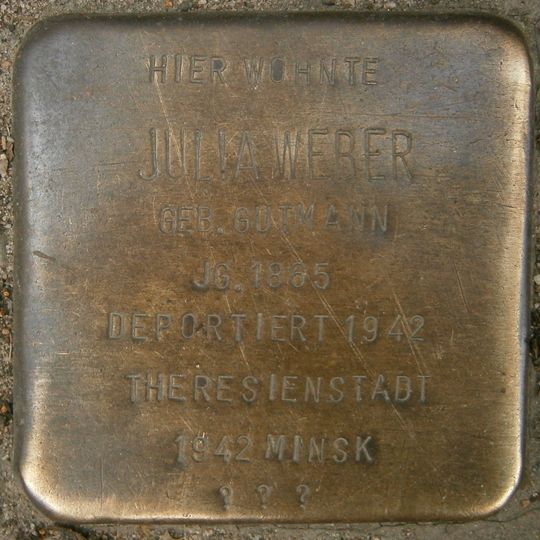 HIER WOHNTE
JULIA WEBER
GEB. GUTMANN
JG. 1865
DEPORTIERT 1942
THERESIENSTADT
1942 MINSK
? ? ?